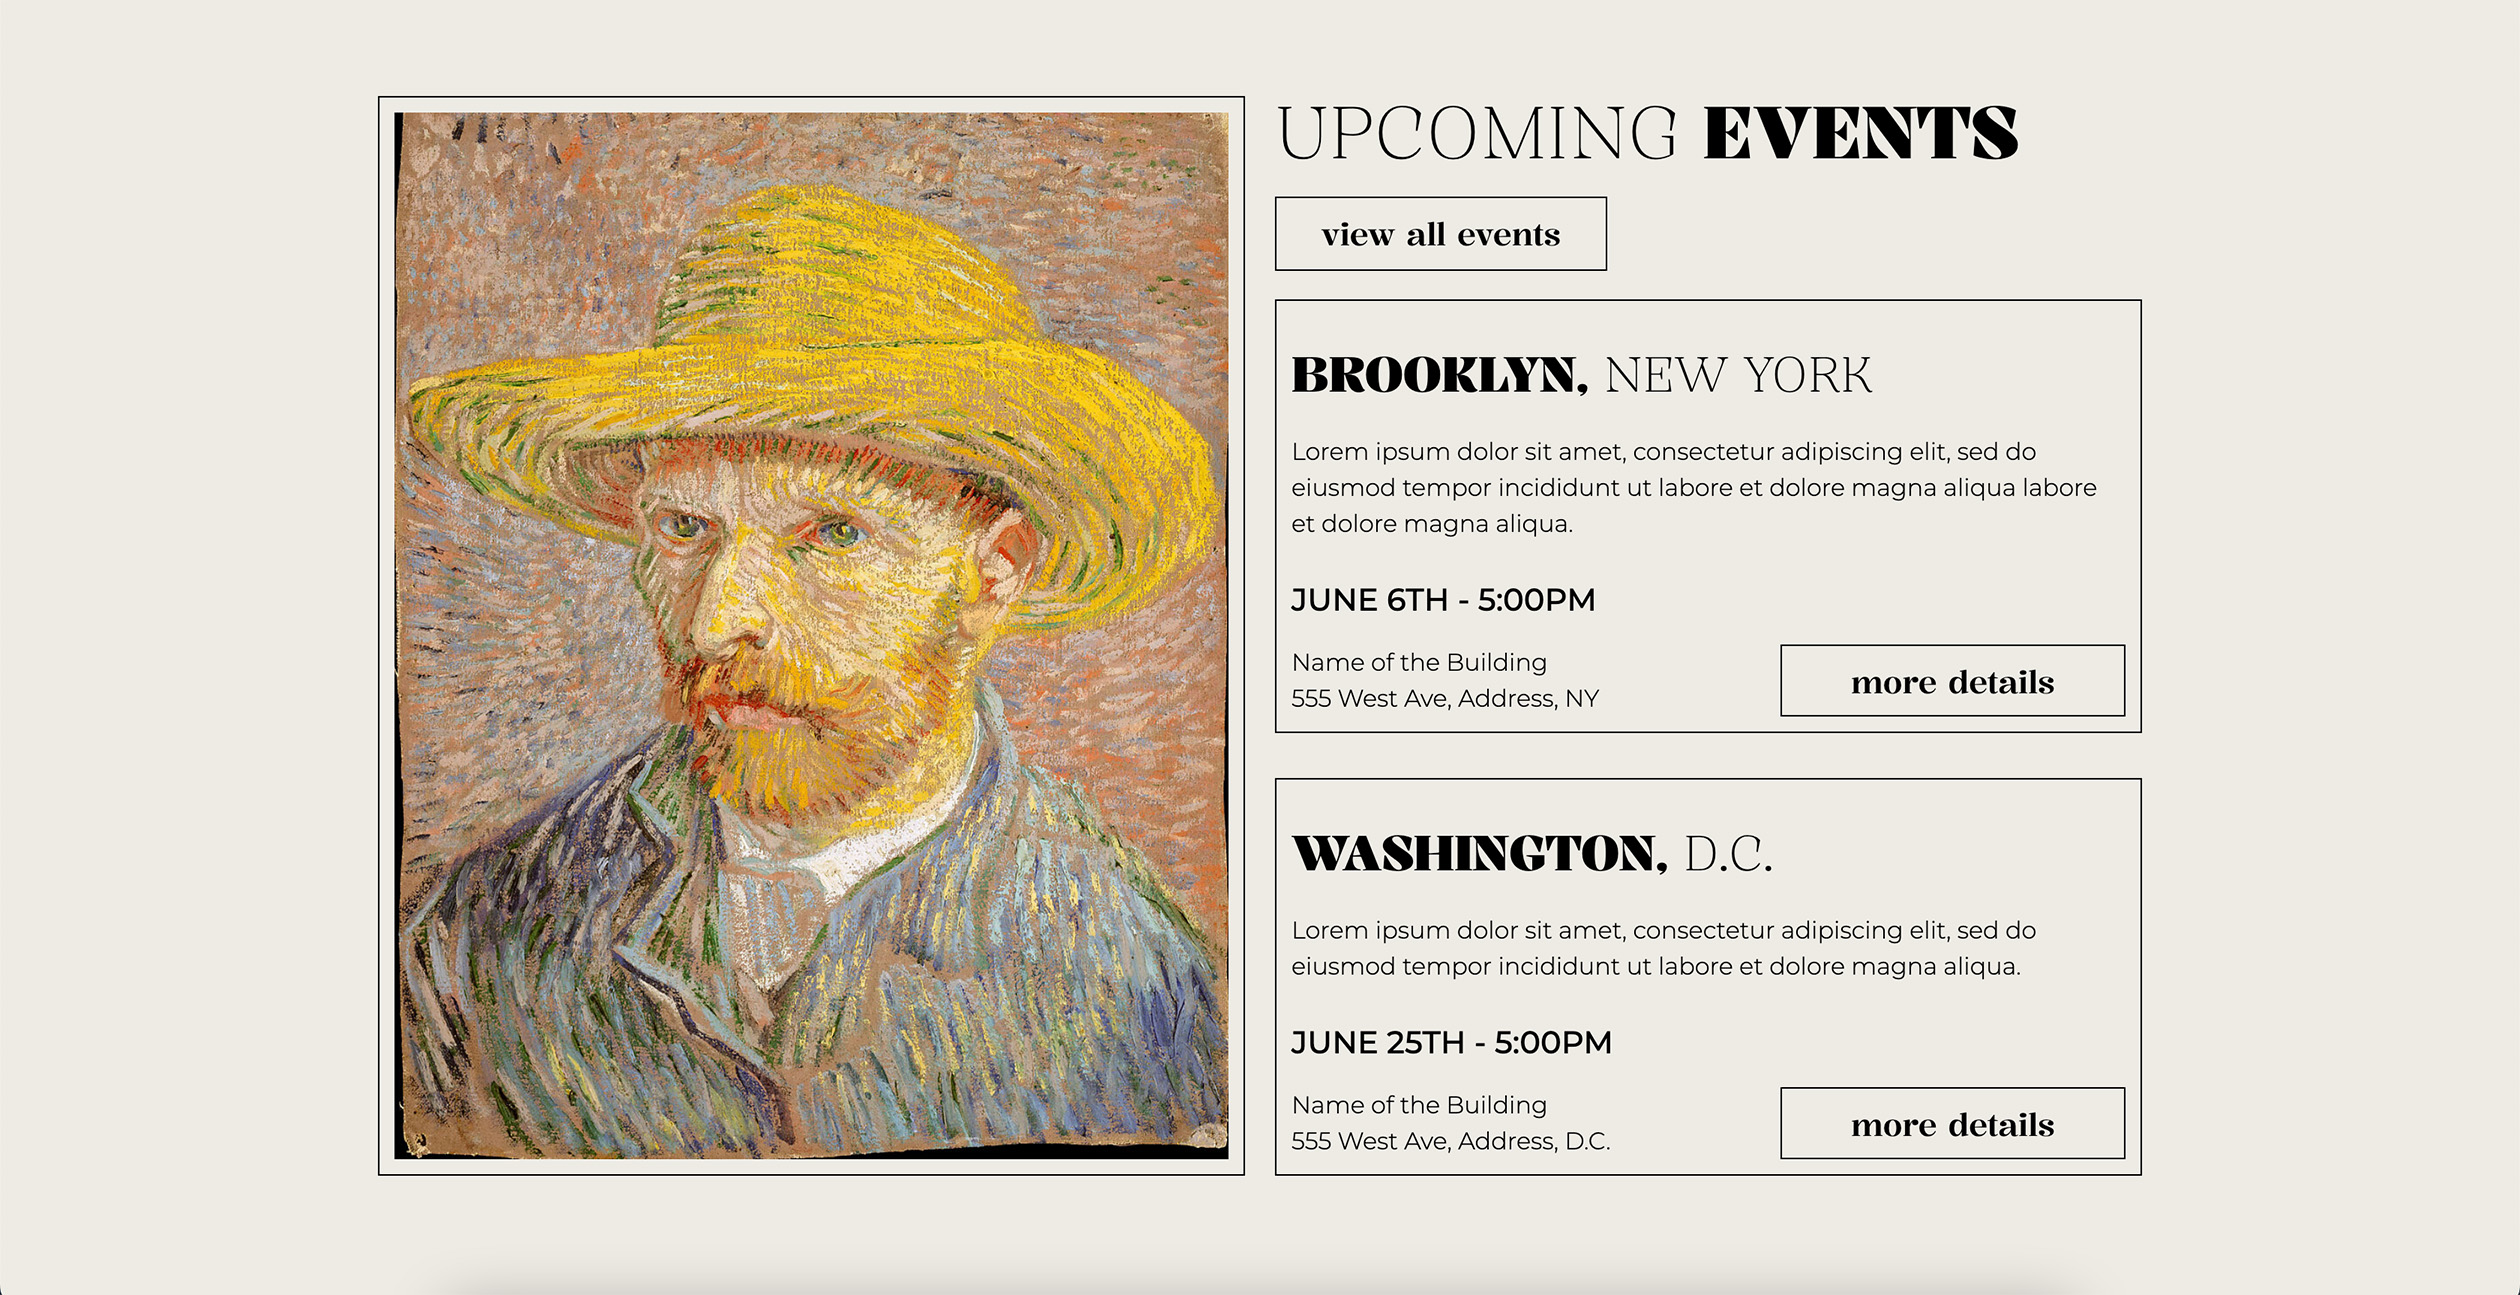 UPCOMING EVENTS
view all events
BROOKLYN, NEW YORK
Lorem ipsum dolor sit amet, consectetur adipiscing elit, sed do
eiusmod tempor incididunt ut labore et dolore magna aliqua labore
et dolore magna aliqua.
JUNE 6TH - 5:00PM
Name of the Building
555 West Ave, Address, NY
more details
WASHINGTON, D.C.
Lorem ipsum dolor sit amet, consectetur adipiscing elit, sed do
eiusmod tempor incididunt ut labore et dolore magna aliqua.
JUNE 25TH - 5:00PM
Name of the Building
555 West Ave, Address, D.C.
more details